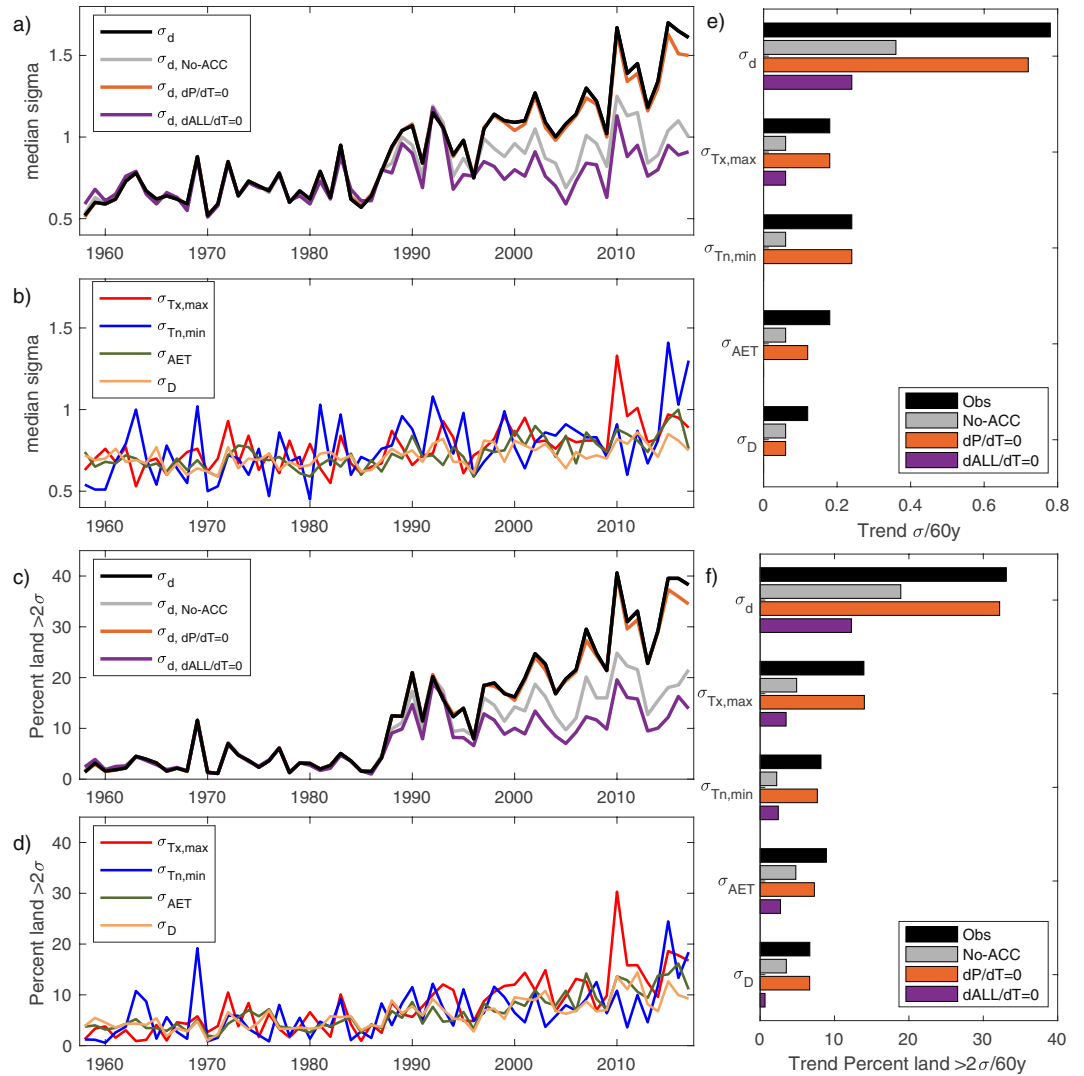 a)
median sigma
1.5
1
0.5
σd
σd, No-ACC
σd, dP/dT=0
σd, dALL/dT=0
1960 1970 1980 1990 2000 2010
b)
median sigma
1.5
1
0.5
σTx,max
σTn,min
σAET
σD
1960 1970 1980 1990 2000 2010
c)
Percent land >2σ
40
30
20
10
0
σd
σd, No-ACC
σd, dP/dT=0
σd, dALL/dT=0
1960 1970 1980 1990 2000 2010
d)
Percent land >2σ
40
30
20
10
0
σTx,max
σTn,min
σAET
σD
1960 1970 1980 1990 2000 2010
e)
σd
σTx,max
σTn,min
σAET
σD
Obs
No-ACC
dP/dT=0
dALL/dT=0
0 0.2 0.4 0.6 0.8
Trend σ/60y
f)
σd
σTx,max
σTn,min
σAET
σD
Obs
No-ACC
dP/dT=0
dALL/dT=0
0 10 20 30 40
Trend Percent land >2σ/60y